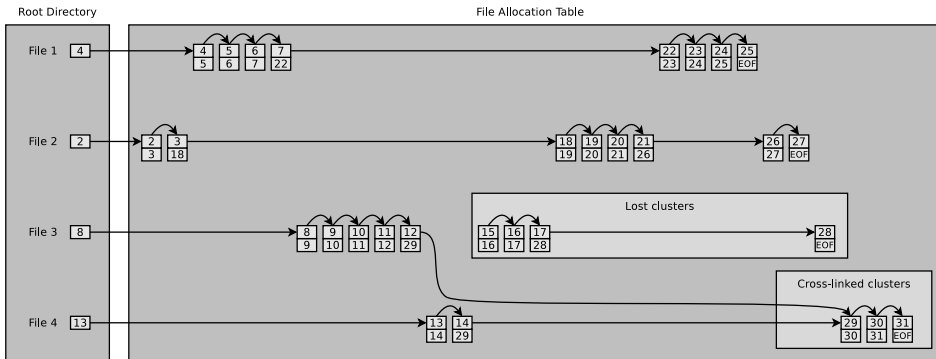 Root Directory File Allocation Table
File 1 4 4 5 6 7 22 23 24 25
5 6 7 22 23 24 25 EOF
File 2 2 2 3 18 19 20 21 26 27
3 18 19 20 21 26 27 EOF
Lost clusters
File 3 8 8 9 10 11 12 15 16 17 28
9 10 11 12 29 16 17 28 EOF
Cross-linked clusters
File 4 13 13 14 29 30 31
14 29 30 31 EOF